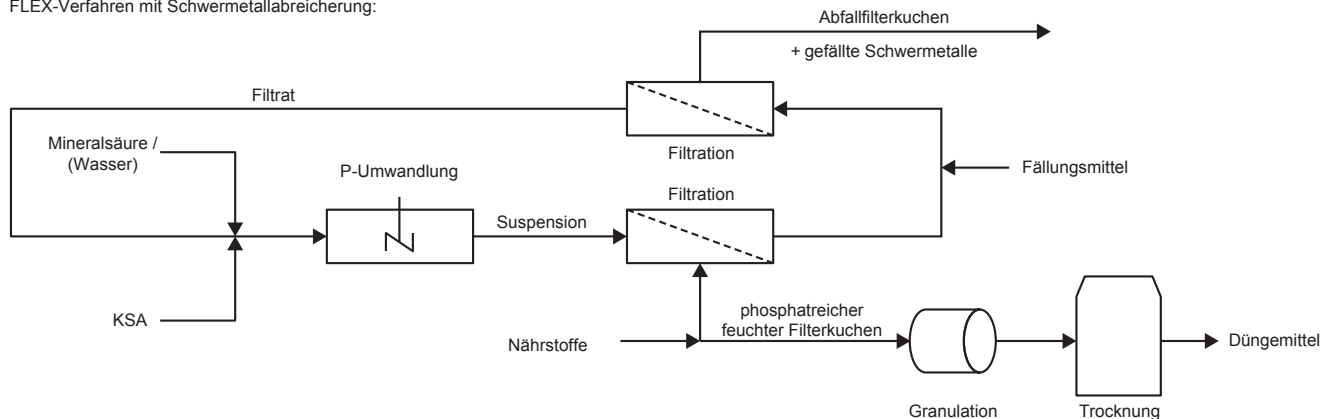 FLEX-Verfahren mit Schwermetallabreicherung:
Abfallfilterkuchen
+ gefällte Schwermetalle
Filtrat
Mineralsäure /
(Wasser)
Filtration
Fällungsmittel
P-Umwandlung
Filtration
Suspension
KSA
Nährstoffe
phosphatreicher
feuchter Filterkuchen
Düngemittel
Granulation
Trocknung